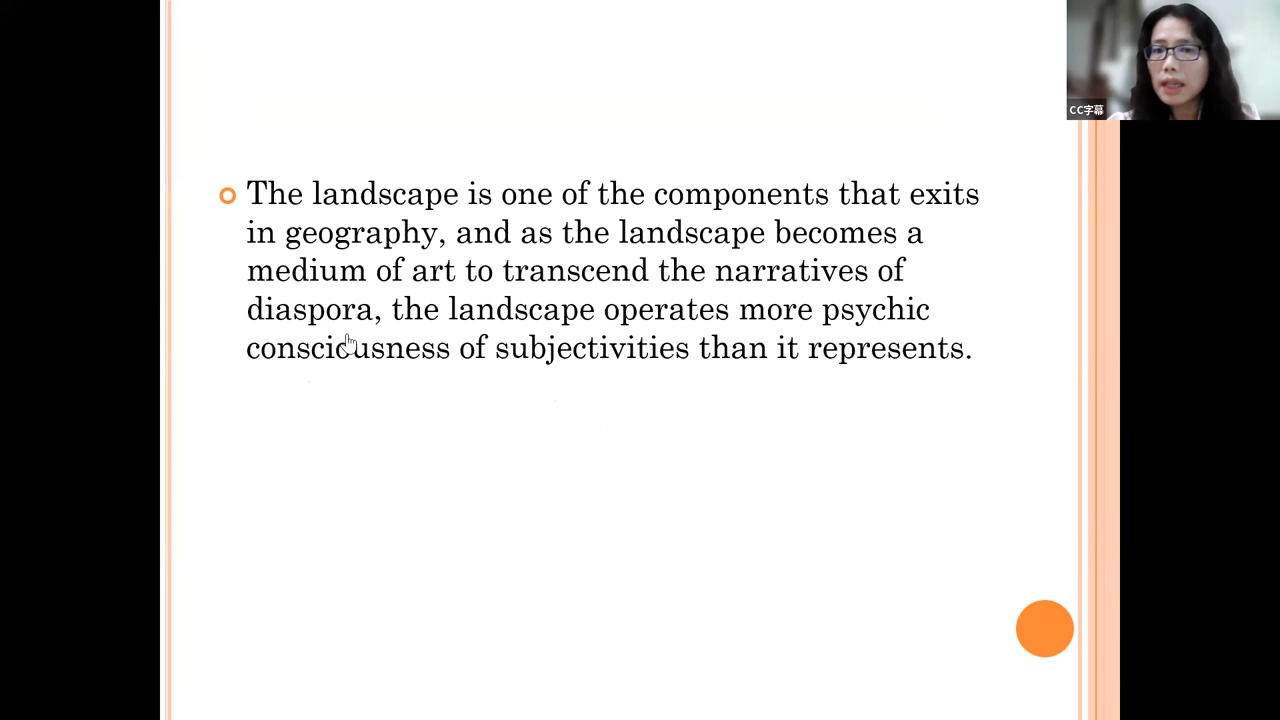 CC字幕
The landscape is one of the components that exits
in geography, and as the landscape becomes a
medium of art to transcend the narratives of
diaspora, the landscape operates more psychic
consciousness of subjectivities than it represents.